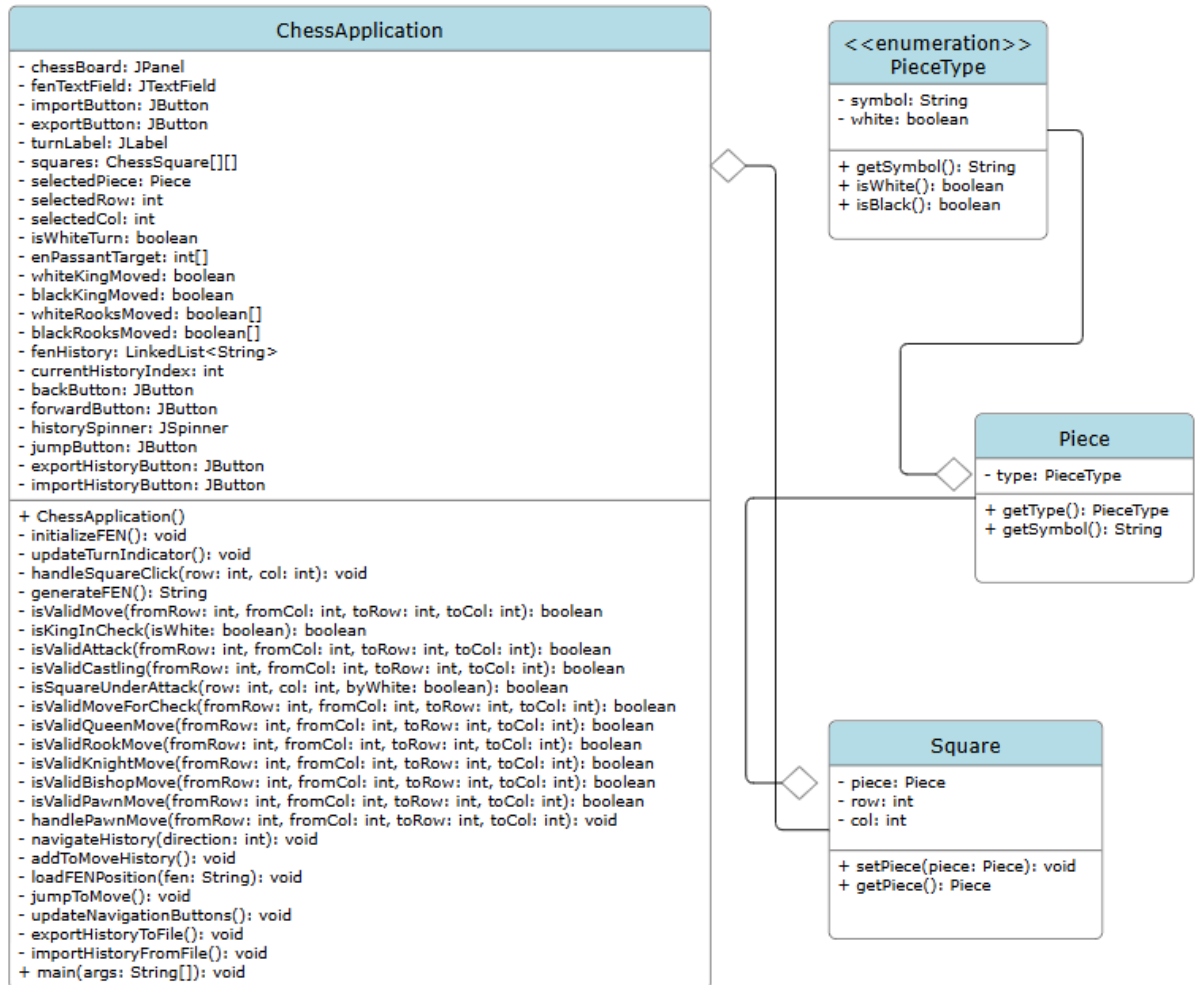 ChessApplication
- chessBoard: JPanel
- fenTextField: JTextField
- importButton: JButton
- exportButton: JButton
- turnLabel: JLabel
- squares: ChessSquare[][]
- selectedPiece: Piece
- selectedRow: int
- selectedCol: int
- isWhiteTurn: boolean
- enPassantTarget: int[]
- whiteKingMoved: boolean
- blackKingMoved: boolean
- whiteRooksMoved: boolean[]
- blackRooksMoved: boolean[]
- fenHistory: LinkedList<String>
- currentHistoryIndex: int
- backButton: JButton
- forwardButton: JButton
- historySpinner: JSpinner
- jumpButton: JButton
- exportHistoryButton: JButton
- importHistoryButton: JButton
+ ChessApplication()
- initializeFEN(): void
- updateTurnIndicator(): void
- handleSquareClick(row: int, col: int): void
- generateFEN(): String
- isValidMove(fromRow: int, fromCol: int, toRow: int, toCol: int): boolean
- isKingInCheck(isWhite: boolean): boolean
- isValidAttack(fromRow: int, fromCol: int, toRow: int, toCol: int): boolean
- isValidCastling(fromRow: int, fromCol: int, toRow: int, toCol: int): boolean
- isSquareUnderAttack(row: int, col: int, byWhite: boolean): boolean
- isValidMoveForCheck(fromRow: int, fromCol: int, toRow: int, toCol: int): boolean
- isValidQueenMove(fromRow: int, fromCol: int, toRow: int, toCol: int): boolean
- isValidRookMove(fromRow: int, fromCol: int, toRow: int, toCol: int): boolean
- isValidKnightMove(fromRow: int, fromCol: int, toRow: int, toCol: int): boolean
- isValidBishopMove(fromRow: int, fromCol: int, toRow: int, toCol: int): boolean
- isValidPawnMove(fromRow: int, fromCol: int, toRow: int, toCol: int): boolean
- handlePawnMove(fromRow: int, fromCol: int, toRow: int, toCol: int): void
- navigateHistory(direction: int): void
- addToMoveHistory(): void
- loadFENPosition(fen: String): void
- jumpToMove(): void
- updateNavigationButtons(): void
- exportHistoryToFile(): void
- importHistoryFromFile(): void
+ main(args: String[]): void
<<enumeration>>
PieceType
- symbol: String
- white: boolean
+ getSymbol(): String
+ isWhite(): boolean
+ isBlack(): boolean
Piece
- type: PieceType
+ getType(): PieceType
+ getSymbol(): String
Square
- piece: Piece
- row: int
- col: int
+ setPiece(piece: Piece): void
+ getPiece(): Piece